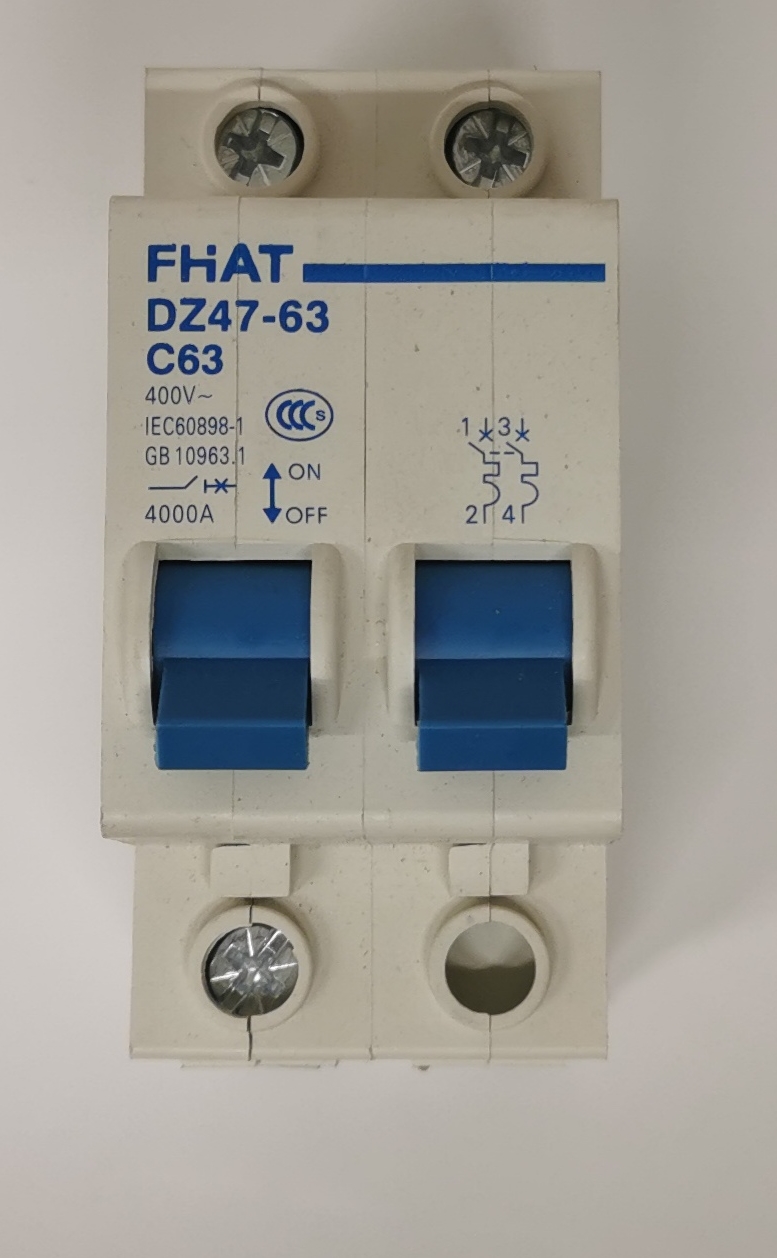 FHAT
DZ47-63
C63
400V~
IEC60898-1
GB 10963.1
CCC S
ON
4000A
OFF
1 3
2 4